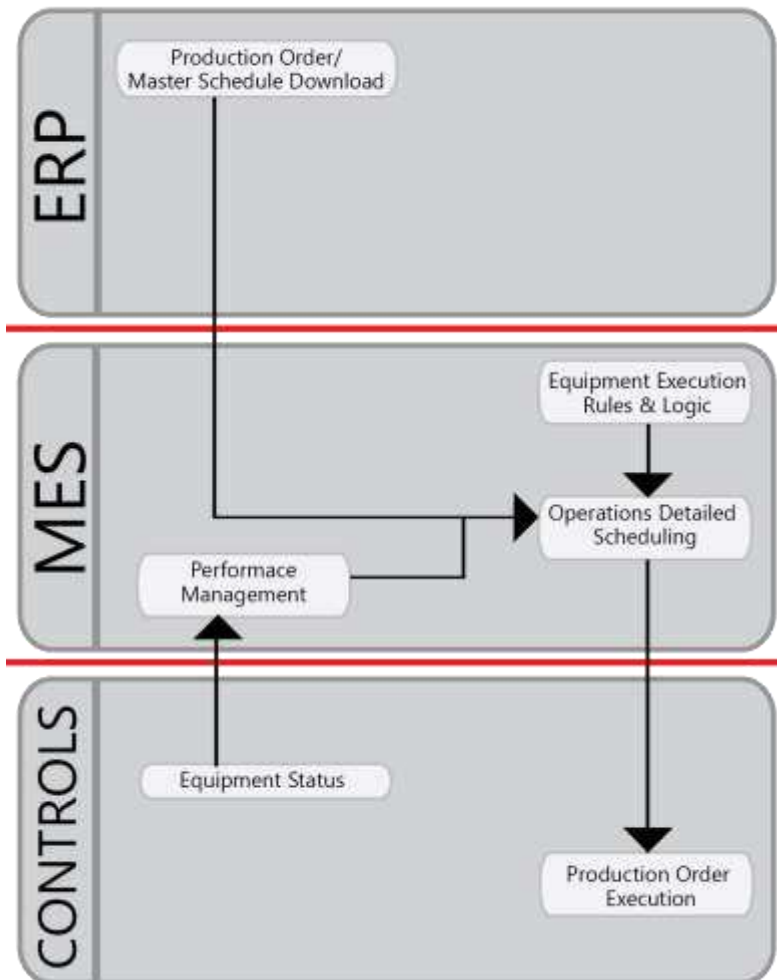 ERP
Production Order/
Master Schedule Download
MES
Equipment Execution
Rules & Logic
Operations Detailed
Scheduling
Performace
Management
CONTROLS
Equipment Status
Production Order
Execution